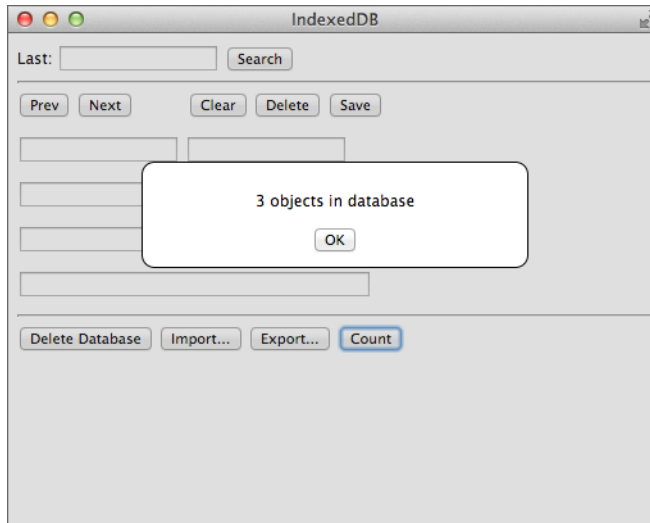 IndexedDB
Last: Search
Prev Next Clear Delete Save
3 objects in database
OK
Delete Database Import... Export... Count